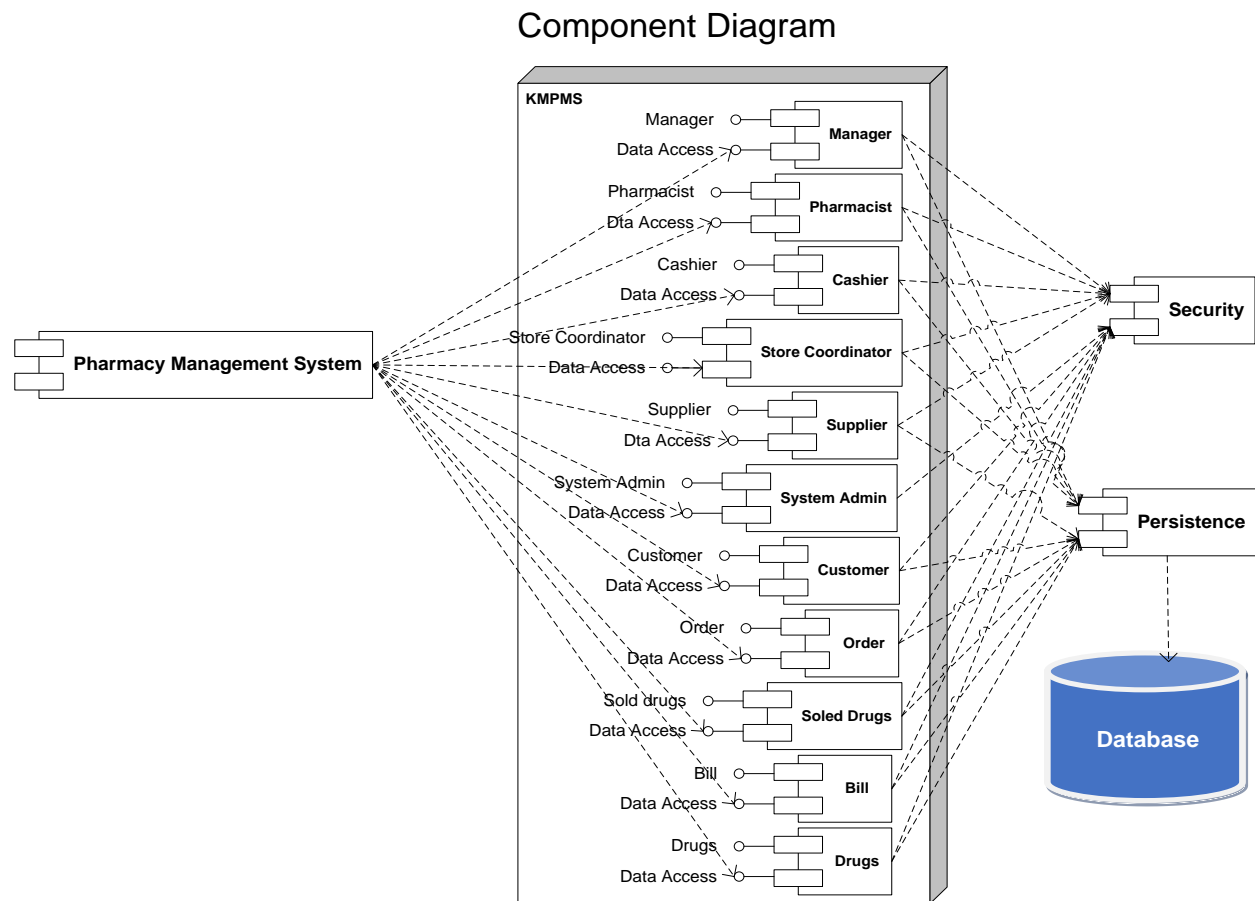 Component Diagram
KMPMS
Manager
Data Access
Manager
Pharmacist
Dta Access
Pharmacist
Cashier
Data Access
Cashier
Store Coordinator
Data Access
Store Coordinator
Supplier
Dta Access
Supplier
System Admin
Data Access
System Admin
Customer
Data Access
Customer
Order
Data Access
Order
Sold drugs
Data Access
Soled Drugs
Bill
Data Access
Bill
Drugs
Data Access
Drugs
Pharmacy Management System
Security
Persistence
Database